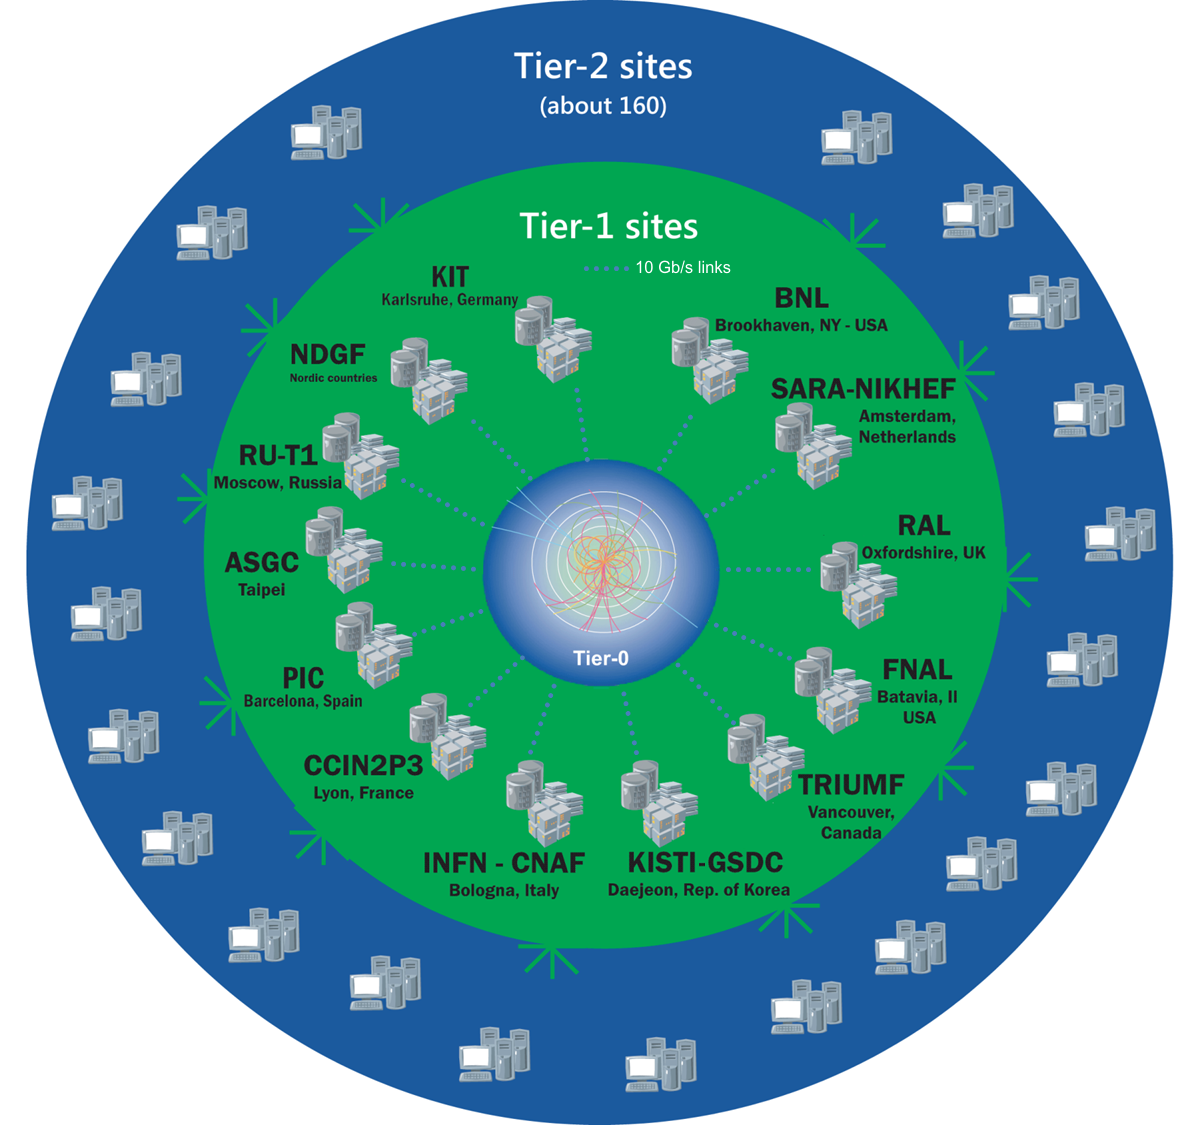 Tier-2 sites
(about 160)
Tier-1 sites
10 Gb/s links
KIT
Karlsruhe, Germany
BNL
Brookhaven, NY - USA
NDGF
Nordic countries
SARA-NIKHEF
Amsterdam,
Netherlands
RU-T1
Moscow, Russia
RAL
Oxfordshire, UK
ASGC
Taipei
Tier-0
PIC
Barcelona, Spain
FNAL
Batavia, Il
USA
CCIN2P3
Lyon, France
TRIUMF
Vancouver,
Canada
INFN - CNAF
Bologna, Italy
KISTI-GSDC
Daejeon, Rep. of Korea